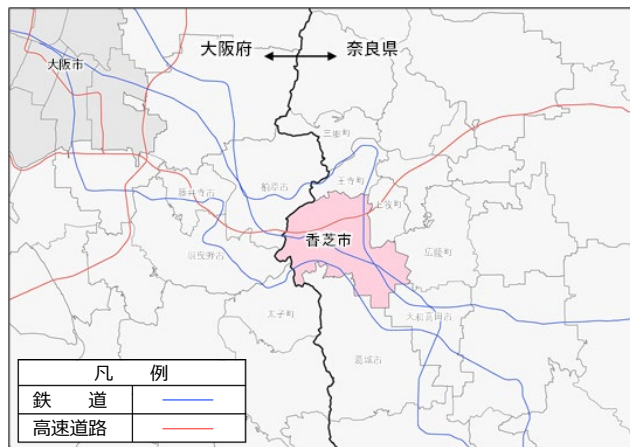 大阪府
奈良県
大阪市
三郷町
柏原市
王寺町
藤井寺市
上牧町
香芝市
羽曳野市
広陵町
太子町
大和高田市
葛城市
凡 例
鉄 道
高速道路